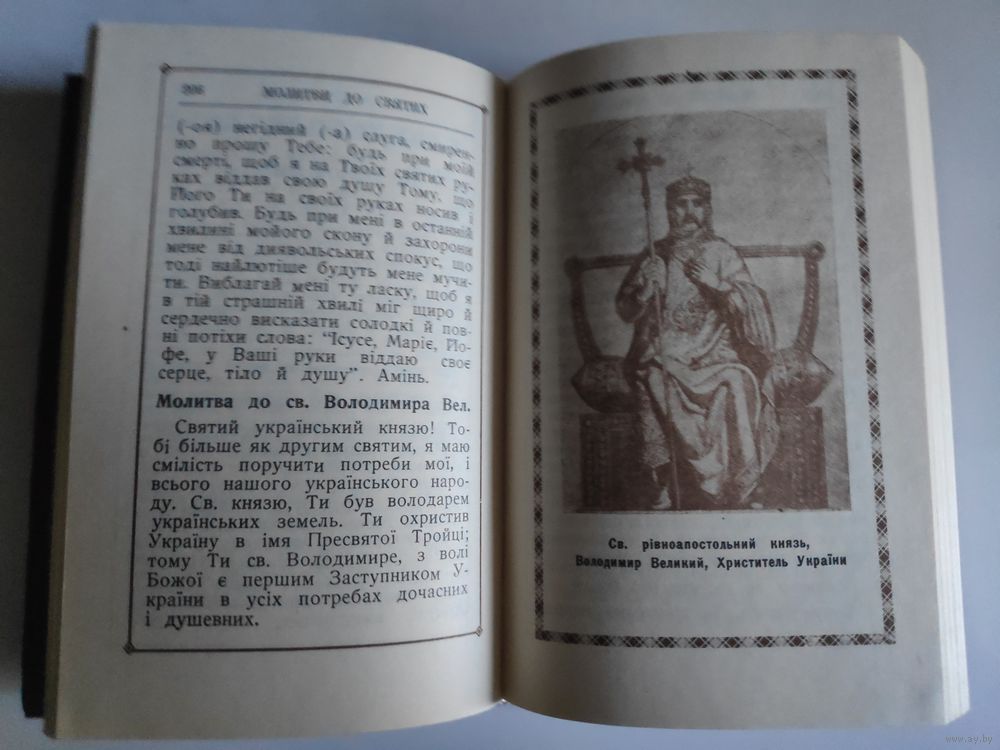 206 МОЛИТВИ ДО СВЯТИХ
(-оя) негідний (-а) слуга, смирен-
но прошу Тебе: будь при моїй
смерті, щоб я на Твоїх святих ру-
ках віддав свою душу Тому, що
Його Ти на своїх руках носив і
голубив. Будь при мені в останній
хвилині мойого скону й захорони
мене від диявольських спокус, що
тоді найлютіше будуть мене мучи-
ти. Виблагай мені ту ласку, щоб я
в тій страшній хвилі міг щиро й
сердечно висказати солодкі й пов-
ні потіхи слова: “Ісусе, Маріє, Йо-
фе, у Ваші руки віддаю своє
серце, тіло й душу”. Амінь.
Молитва до св. Володимира Вел.
Святий український князю! То-
бі більше як другим святим, я маю
смілість поручити потреби мої, і
всього нашого українського наро-
ду. Св. князю, Ти був володарем
українських земель. Ти охристив
Україну в імя Пресвятої Тройці;
тому Ти св. Володимире, з волі
Божої є першим Заступником У-
країни в усіх потребах дочасних
і душевних.
Св. рівноапостольний князь,
Володимир Великий, Христитель України
www.ay.by